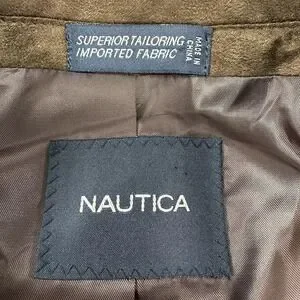 SUPERIOR TAILORING
IMPORTED FABRIC
MADE IN
CHINA
NAUTICA